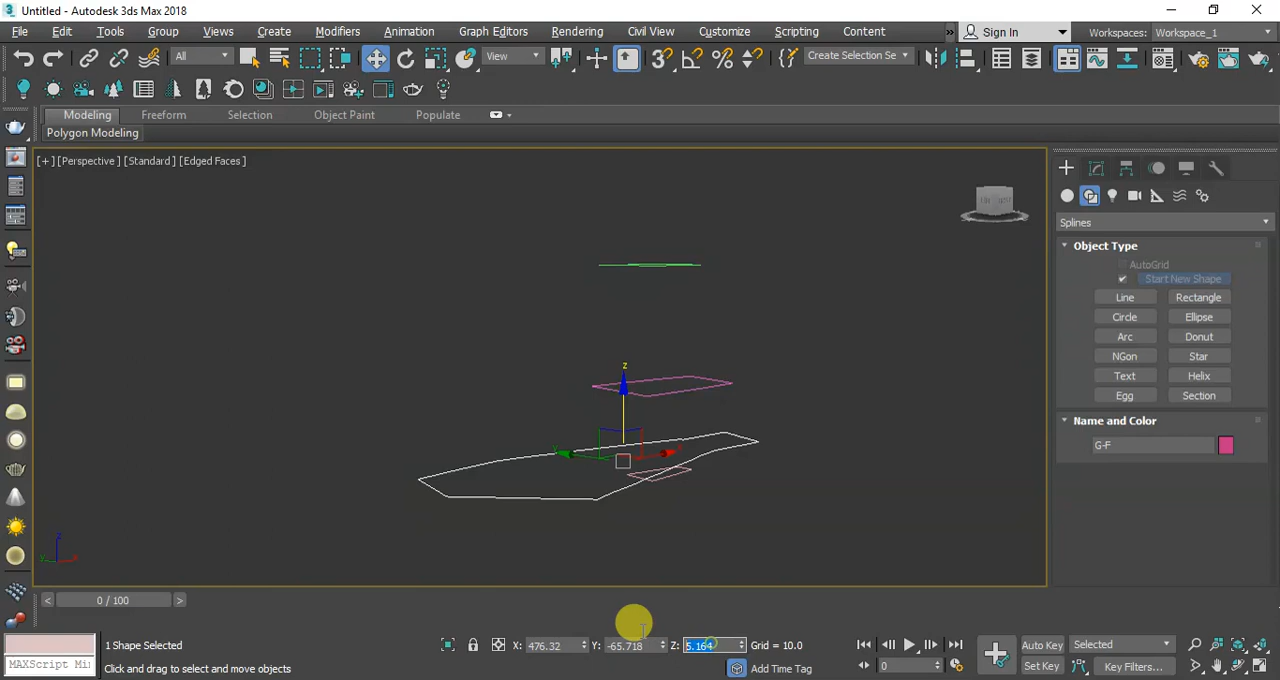 Untitled - Autodesk 3ds Max 2018
File Edit Tools Group Views Create Modifiers Animation Graph Editors Rendering Civil View Customize Scripting Content » Sign In Workspaces: Workspace_1
All View 3 Create Selection Se
Modeling Freeform Selection Object Paint Populate
Polygon Modeling
[+] [Perspective] [Standard] [Edged Faces]
Splines
Object Type
AutoGrid
Start New Shape
Line Rectangle
Circle Ellipse
Arc Donut
NGon Star
Text Helix
Egg Section
Name and Color
G-F
z
y
x
z
y
x
< 0 / 100 >
1 Shape Selected X: 476.32 Y: -65.718 Z: 5.164 Grid = 10.0 Auto Key Selected
MAXScript Mi Click and drag to select and move objects Add Time Tag 0 Set Key Key Filters...